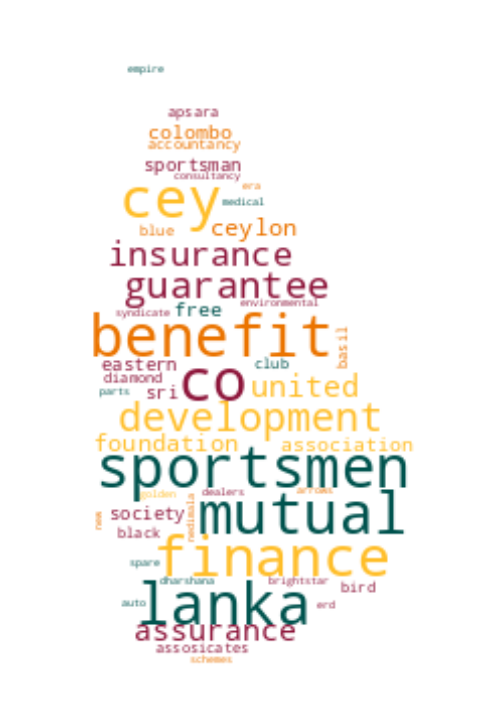 empire
apsara
colombo
accountancy
sportsman
consultancy
era
cey
medical
blue
ceylon
insurance
guarantee
environmental
syndicate
free
benefit
basil
eastern
club
diamond
co
united
parts
sri
development
foundation
association
sportsmen
golden
dealers
arrows
mutual
new
society
nedimala
black
finance
spare
dharshana
brightstar
bird
lanka
auto
erd
assurance
assosicates
schemes